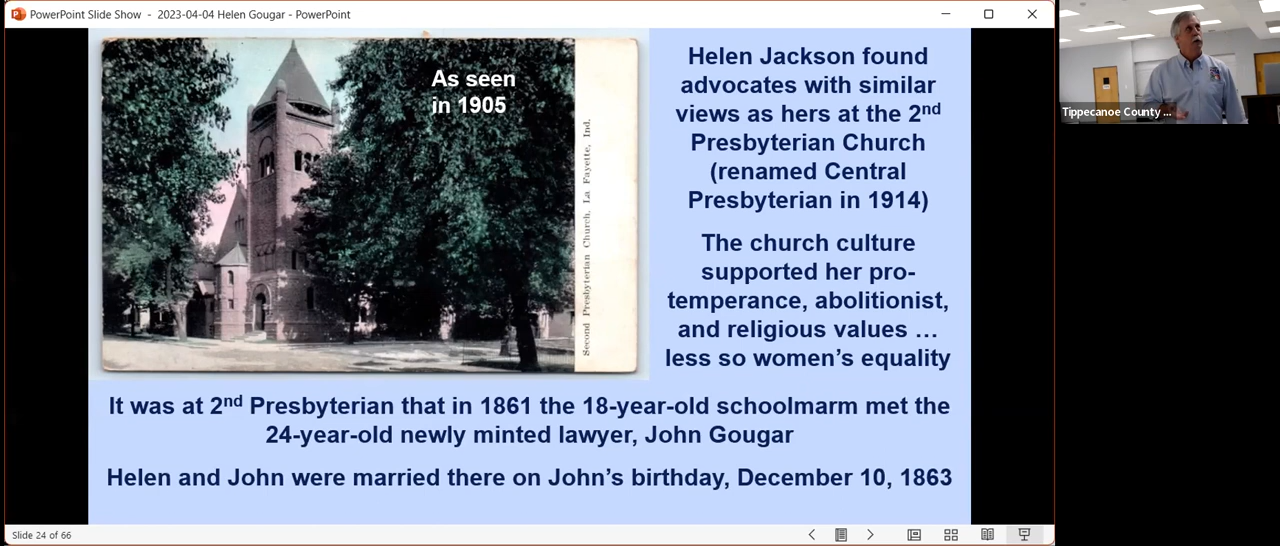 PowerPoint Slide Show - 2023-04-04 Helen Gougar - PowerPoint
As seen
in 1905
Second Presbyterian Church, La Fayette, Ind.
Helen Jackson found
advocates with similar
views as hers at the 2nd
Presbyterian Church
(renamed Central
Presbyterian in 1914)
The church culture
supported her pro-
temperance, abolitionist,
and religious values …
less so women’s equality
It was at 2nd Presbyterian that in 1861 the 18-year-old schoolmarm met the
24-year-old newly minted lawyer, John Gougar
Helen and John were married there on John’s birthday, December 10, 1863
Slide 24 of 66
Tippecanoe County ...